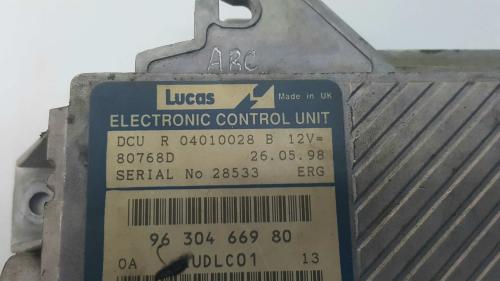 ARC
Lucas Made in UK
ELECTRONIC CONTROL UNIT
DCU R 04010028 B 12V=
80768D 26.05.98
SERIAL No 28533 ERG
96 304 669 80
OA UDLC01 13